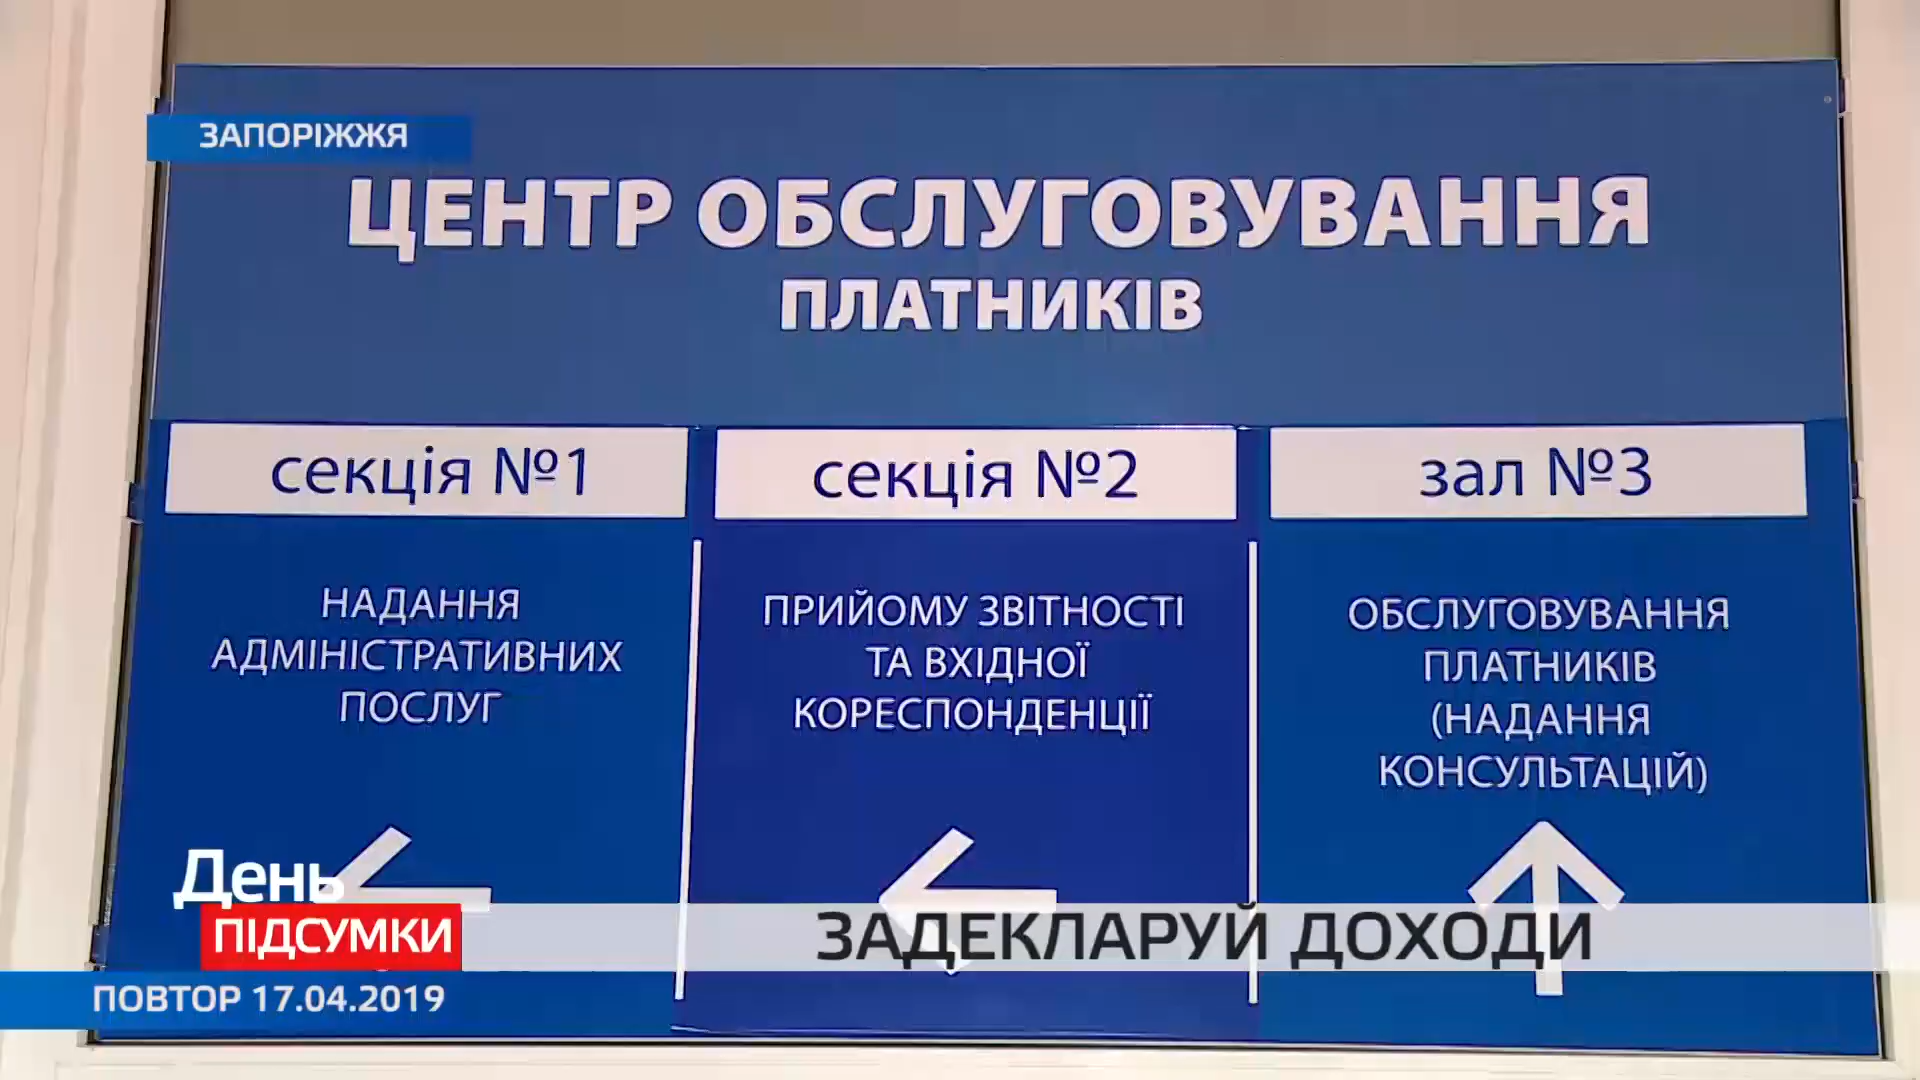 ЗАПОРІЖЖЯ
ЦЕНТР ОБСЛУГОВУВАННЯ
ПЛАТНИКІВ
секція №1
НАДАННЯ
АДМІНІСТРАТИВНИХ
ПОСЛУГ
секція №2
ПРИЙОМУ ЗВІТНОСТІ
ТА ВХІДНОЇ
КОРЕСПОНДЕНЦІЇ
зал №3
ОБСЛУГОВУВАННЯ
ПЛАТНИКІВ
(НАДАННЯ
КОНСУЛЬТАЦІЙ)
День
ПІДСУМКИ
ЗАДЕКЛАРУЙ ДОХОДИ
ПОВТОР 17.04.2019